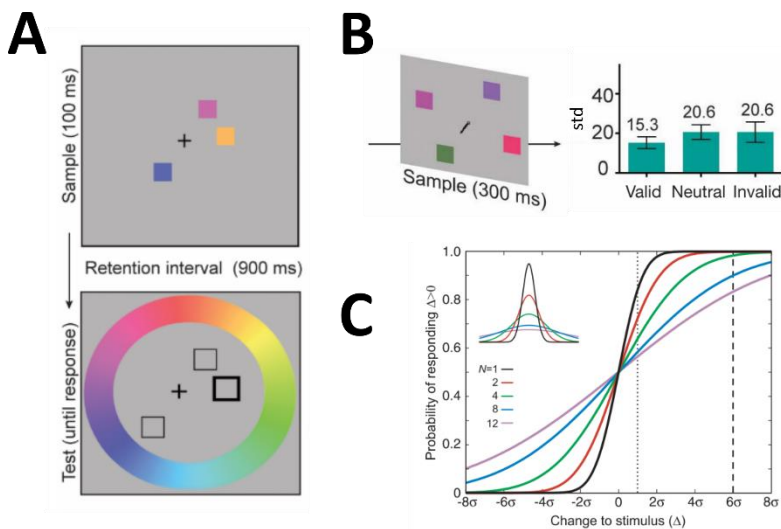 A
Sample (100 ms)
Retention interval (900 ms)
Test (until response)
B
Sample (300 ms)
std
40
20
0
15.3
20.6
20.6
Valid
Neutral
Invalid
C
Probability of responding Δ>0
1.0
0.8
0.6
0.4
0.2
0
N=1
2
4
8
12
-8σ -6σ -4σ -2σ 0 2σ 4σ 6σ 8σ
Change to stimulus (Δ)